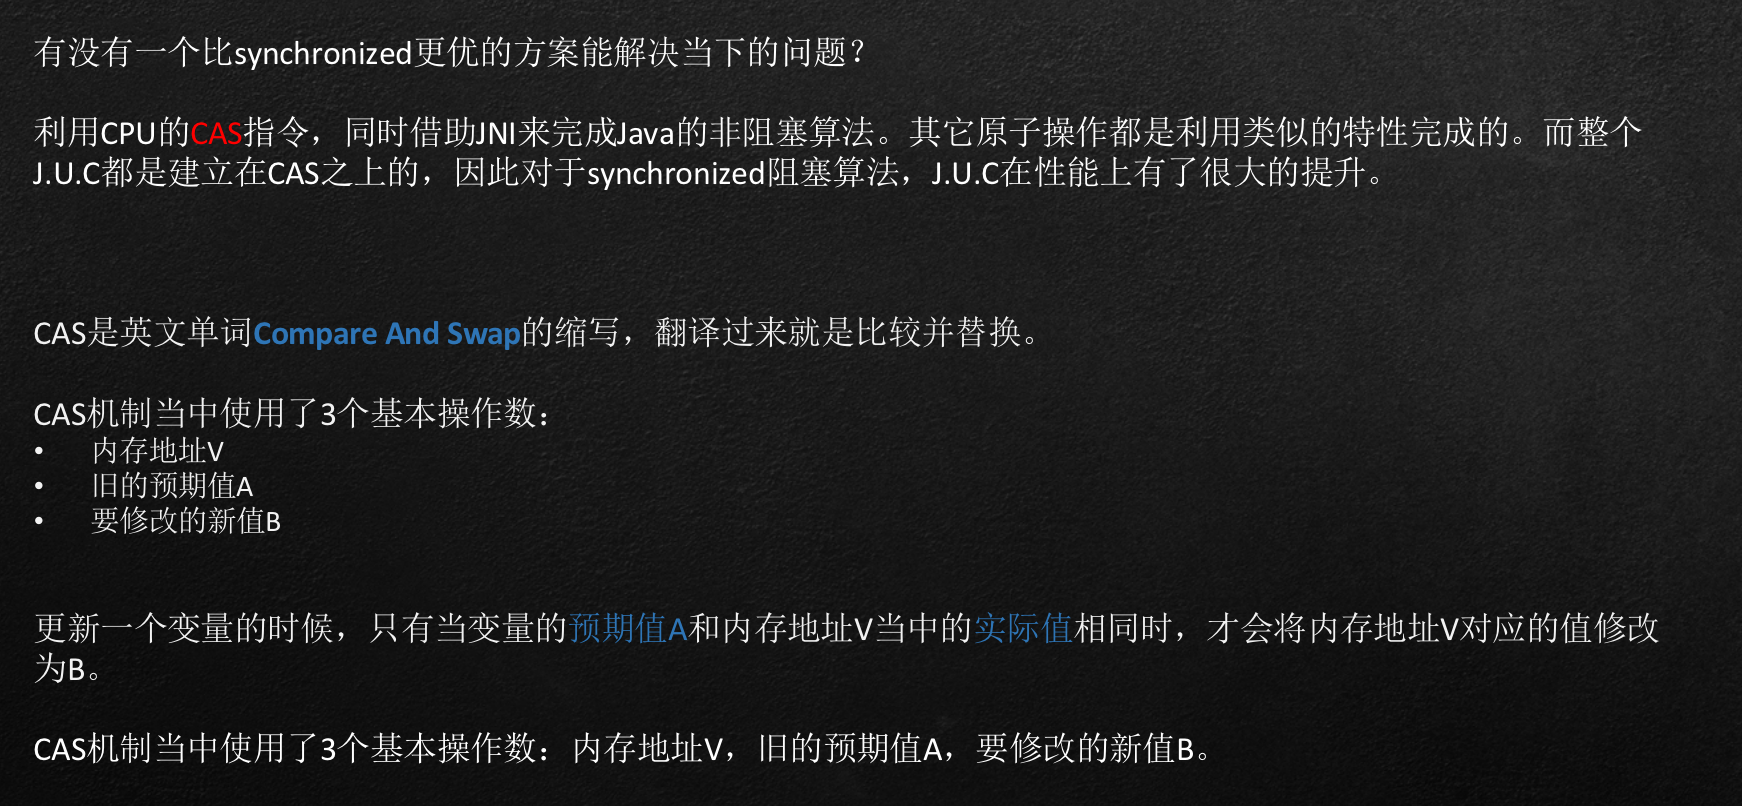 有没有一个比synchronized更优的方案能解决当下的问题？
利用CPU的CAS指令，同时借助JNI来完成Java的非阻塞算法。其它原子操作都是利用类似的特性完成的。而整个
J.U.C都是建立在CAS之上的，因此对于synchronized阻塞算法，J.U.C在性能上有了很大的提升。
CAS是英文单词Compare And Swap的缩写，翻译过来就是比较并替换。
CAS机制当中使用了3个基本操作数：
• 内存地址V
• 旧的预期值A
• 要修改的新值B
更新一个变量的时候，只有当变量的预期值A和内存地址V当中的实际值相同时，才会将内存地址V对应的值修改
为B。
CAS机制当中使用了3个基本操作数：内存地址V，旧的预期值A，要修改的新值B。